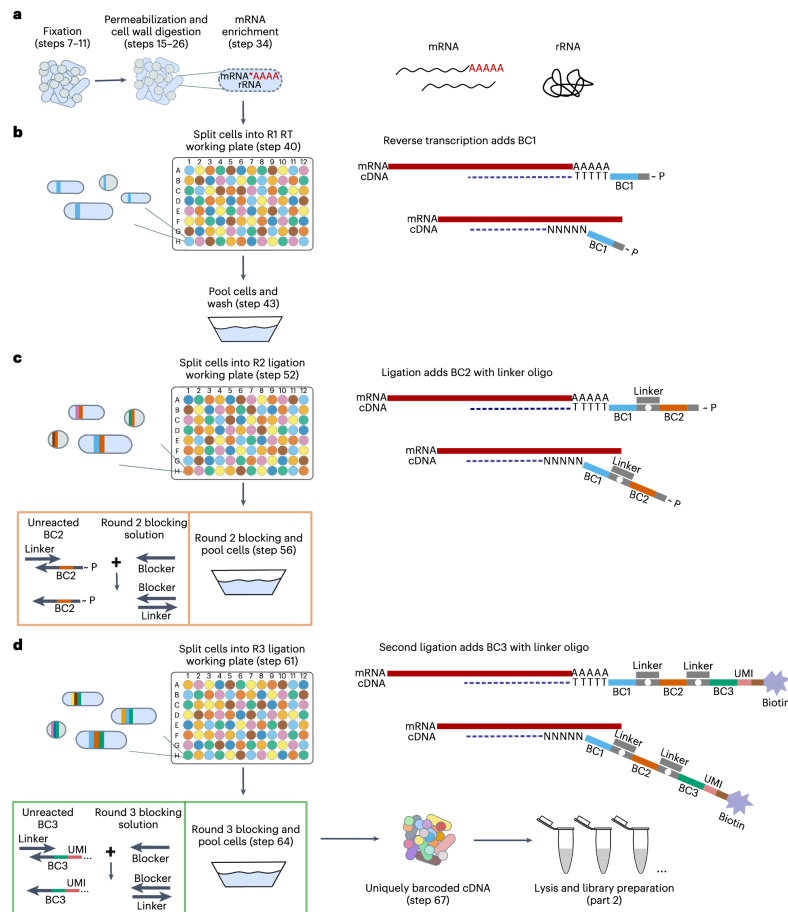 a
Fixation
(steps 7–11)
Permeabilization and
cell wall digestion
(steps 15–26)
mRNA
enrichment
(step 34)
mRNA*AAAA
rRNA
mRNA
AAAAA
rRNA
b
Split cells into R1 RT
working plate (step 40)
1 2 3 4 5 6 7 8 9 10 11 12
A
B
C
D
E
F
G
H
Pool cells and
wash (step 43)
Reverse transcription adds BC1
mRNA AAAAA
cDNA TTTTT
BC1
~ P
mRNA
cDNA NNNNN
BC1
~ P
c
Split cells into R2 ligation
working plate (step 52)
1 2 3 4 5 6 7 8 9 10 11 12
A
B
C
D
E
F
G
H
Ligation adds BC2 with linker oligo
Linker
mRNA AAAAA
cDNA TTTTT
BC1 BC2
~ P
mRNA
cDNA NNNNN
Linker
BC1
BC2
~ P
Unreacted
BC2
Linker
BC2
~ P
BC2
~ P
+
Round 2 blocking
solution
Blocker
Blocker
Linker
Round 2 blocking and
pool cells (step 56)
d
Split cells into R3 ligation
working plate (step 61)
1 2 3 4 5 6 7 8 9 10 11 12
A
B
C
D
E
F
G
H
Second ligation adds BC3 with linker oligo
Linker Linker
mRNA AAAAA
cDNA TTTTT
BC1 BC2 BC3
UMI
Biotin
mRNA
cDNA NNNNN
Linker
Linker
BC1
BC2
BC3
UMI
Biotin
Unreacted
BC3
Linker
UMI
BC3
...
UMI
BC3
...
+
Round 3 blocking
solution
Blocker
Blocker
Linker
Round 3 blocking and
pool cells (step 64)
Uniquely barcoded cDNA
(step 67)
...
Lysis and library preparation
(part 2)